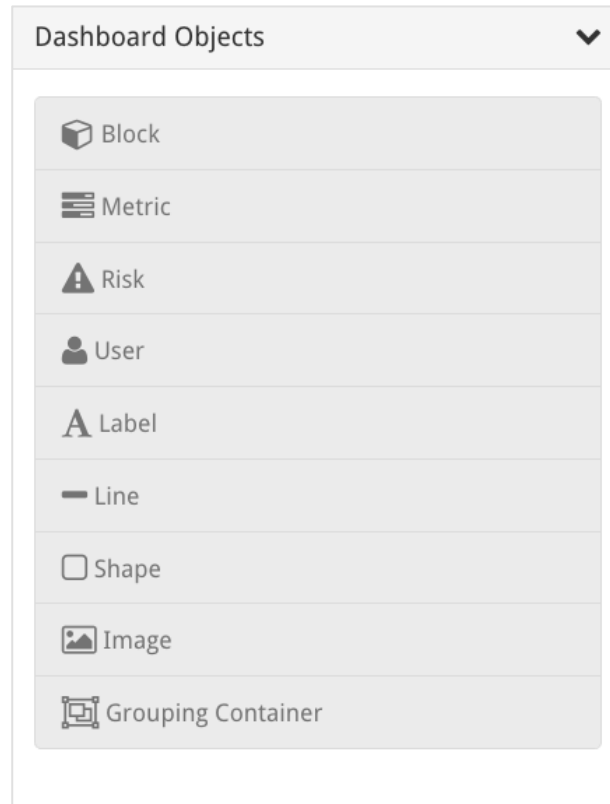 Dashboard Objects
Block
Metric
Risk
User
Label
Line
Shape
Image
Grouping Container